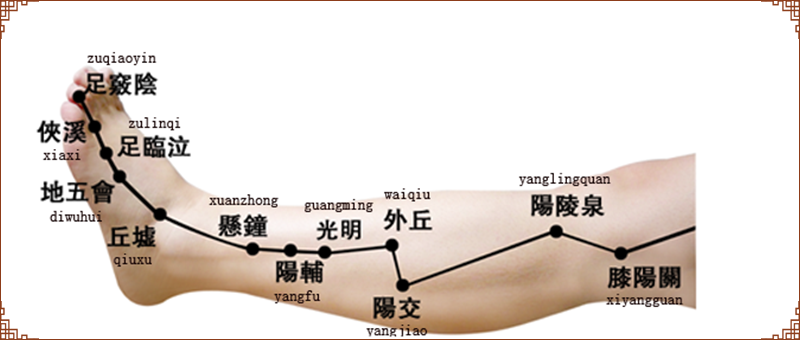 zuqiaoyin
足竅陰
俠溪
xiaxi
zulinqi
足臨泣
地五會
diwuhui
丘墟
qiuxu
xuanzhong
懸鐘
陽輔
yangfu
guangming
光明
waiqiu
外丘
陽交
yangjiao
yanglingquan
陽陵泉
膝陽關
xiyangguan